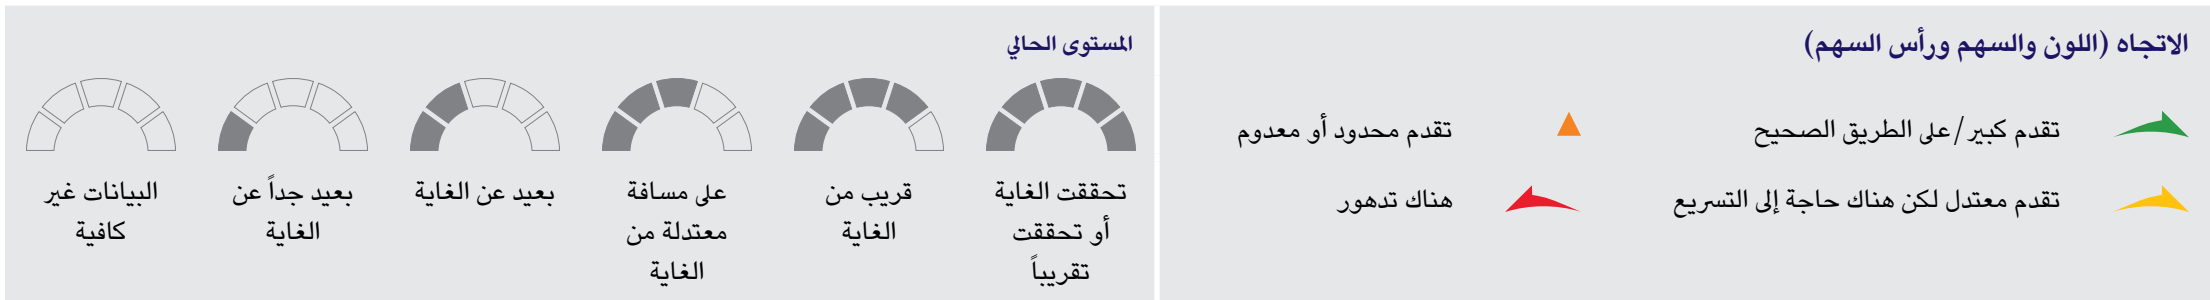 الاتجاه (اللون والسهم ورأس السهم)
تقدم كبير/على الطريق الصحيح
تقدم محدود أو معدوم
تقدم معتدل لكن هناك حاجة إلى التسريع
هناك تدهور
المستوى الحالي
تحققت الغاية
أو تحققت
تقريباً
قريب من
الغاية
على مسافة
معتدلة من
الغاية
بعيد عن الغاية
بعيد جداً عن
الغاية
البيانات غير
كافية